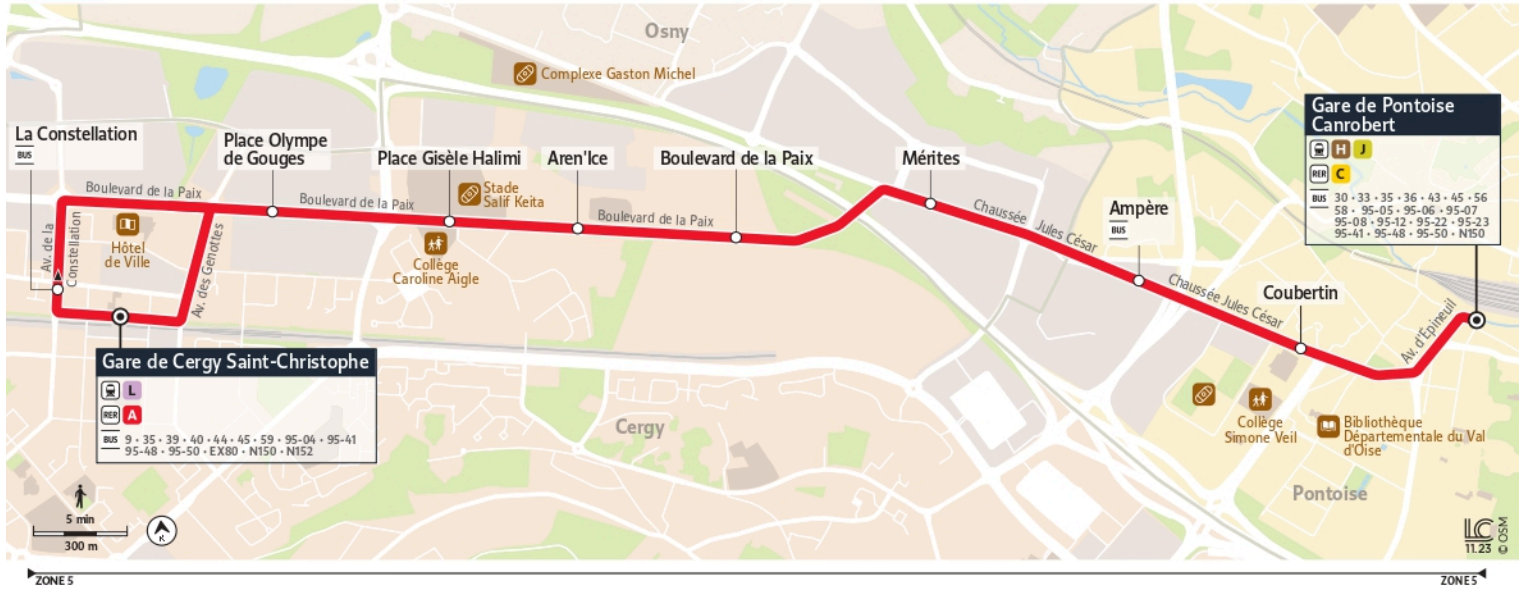 Osny
Complexe Gaston Michel
Gare de Pontoise
Canrobert
H J
RER C
BUS 30 • 33 • 35 • 36 • 43 • 45 • 56
58 • 95-05 • 95-06 • 95-07
95-08 • 95-12 • 95-22 • 95-23
95-41 • 95-48 • 95-50 • N150
La Constellation
BUS
Place Olympe
de Gouges
Place Gisèle Halimi
Aren'Ice
Boulevard de la Paix
Mérites
Ampère
BUS
Coubertin
Boulevard de la Paix
Boulevard de la Paix
Boulevard de la Paix
Stade
Salif Keita
Chaussée Jules César
Chaussée Jules César
Av. d'Epineuil
Av. de la
Constellation
Hôtel
de Ville
Av. des Genottes
Collège
Caroline Aigle
Gare de Cergy Saint-Christophe
L
RER A
BUS 9 • 35 • 39 • 40 • 44 • 45 • 59 • 95-04 • 95-41
95-48 • 95-50 • EX80 • N150 • N152
Cergy
Collège
Simone Veil
Bibliothèque
Départementale du Val
d'Oise
Pontoise
5 min
300 m
LC
11.23
© OSM
ZONE 5
ZONE 5